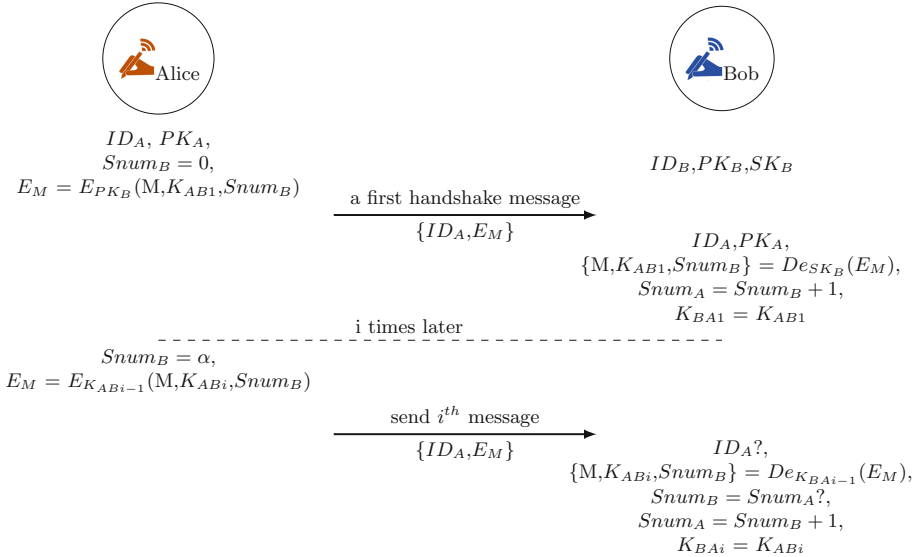 Alice
Bob
ID_A, PK_A,
Snum_B = 0,
E_M = E_{PK_B}(M,K_{AB1},Snum_B)
ID_B,PK_B,SK_B
a first handshake message
{ID_A,E_M}
ID_A,PK_A,
{M,K_{AB1},Snum_B} = De_{SK_B}(E_M),
Snum_A = Snum_B + 1,
K_{BA1} = K_{AB1}
i times later
Snum_B = α,
E_M = E_{K_{ABi−1}}(M,K_{ABi},Snum_B)
send i^{th} message
{ID_A,E_M}
ID_A?,
{M,K_{ABi},Snum_B} = De_{K_{BAi−1}}(E_M),
Snum_B = Snum_A?,
Snum_A = Snum_B + 1,
K_{BAi} = K_{ABi}